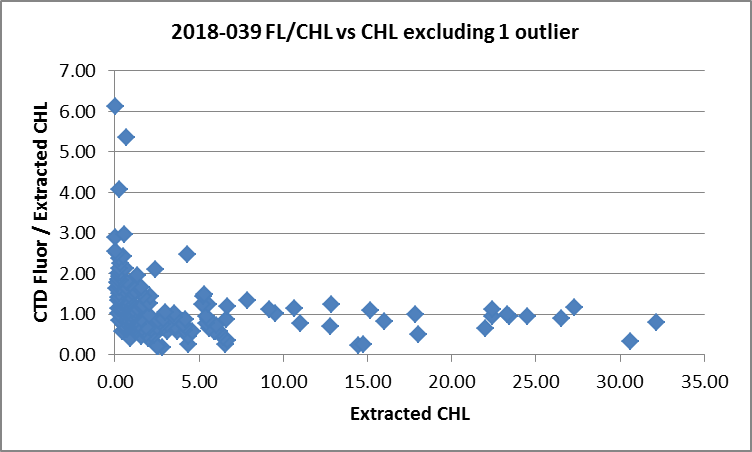 2018-039 FL/CHL vs CHL excluding 1 outlier
CTD Fluor / Extracted CHL
7.00
6.00
5.00
4.00
3.00
2.00
1.00
0.00
0.00 5.00 10.00 15.00 20.00 25.00 30.00 35.00
Extracted CHL